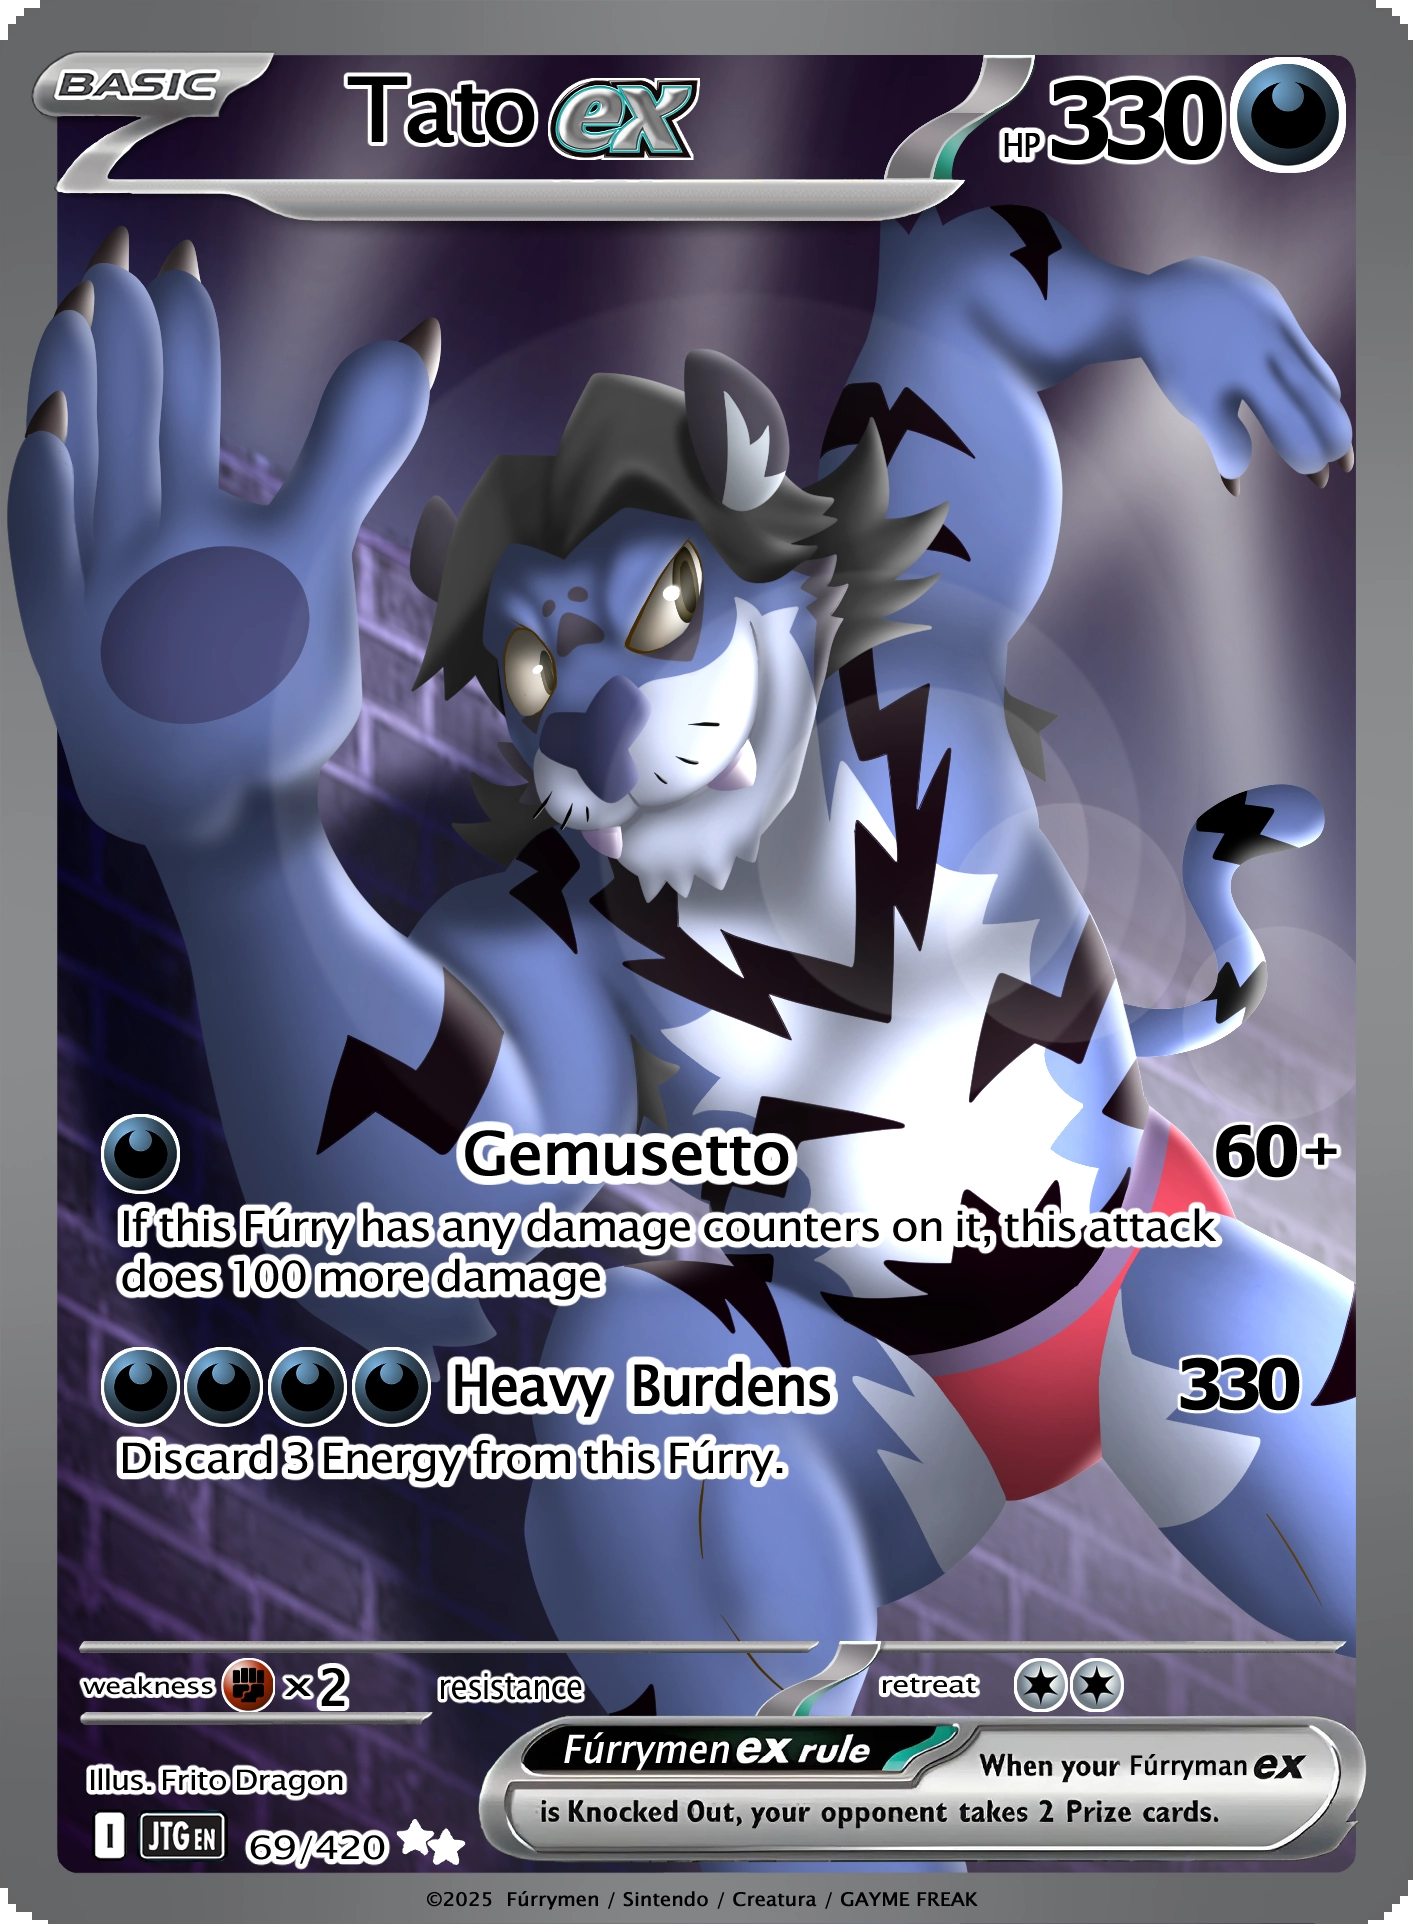 BASIC
Tato ex
HP 330
Gemusetto 60+
If this Fúrry has any damage counters on it, this attack
does 100 more damage
Heavy Burdens 330
Discard 3 Energy from this Fúrry.
weakness ×2 resistance retreat
Fúrrymen ex rule
When your Fúrryman ex
is Knocked Out, your opponent takes 2 Prize cards.
Illus. Frito Dragon
I JTG EN 69/420
©2025 Fúrrymen / Sintendo / Creatura / GAYME FREAK